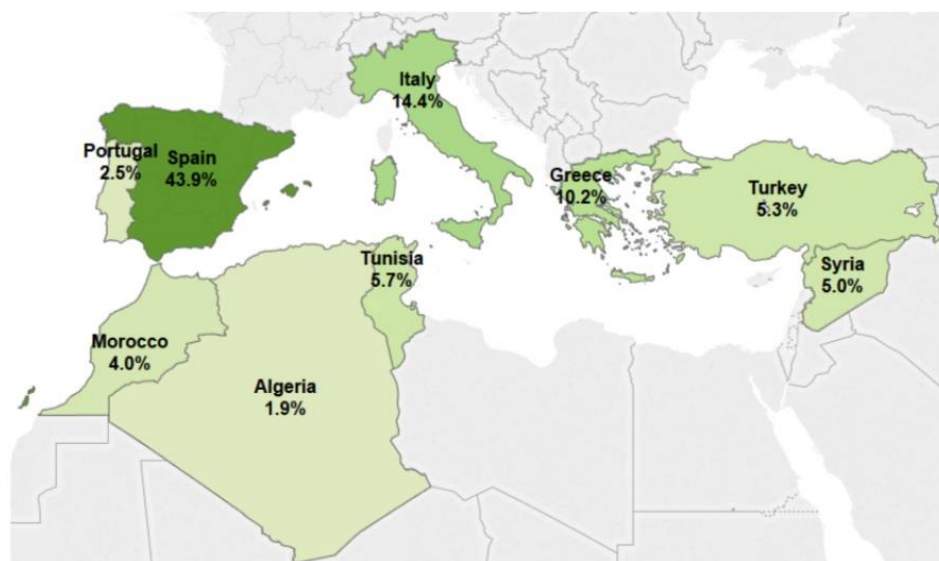 Italy
14.4%
Portugal
2.5%
Spain
43.9%
Greece
10.2%
Turkey
5.3%
Tunisia
5.7%
Syria
5.0%
Morocco
4.0%
Algeria
1.9%